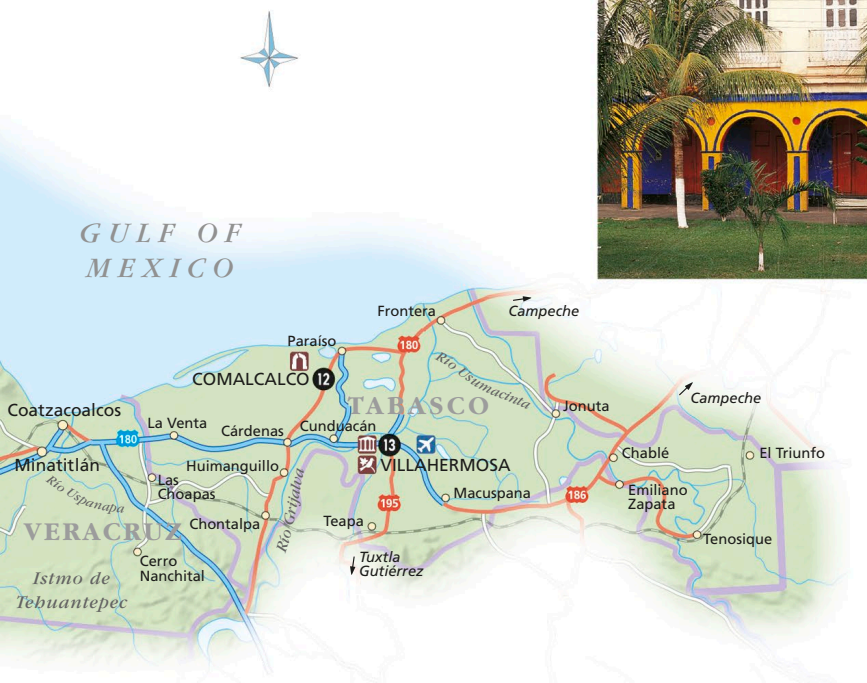 GULF OF
MEXICO
Frontera
Campeche
Paraíso
180
Río Usumacinta
COMALCALCO 12
TABASCO
Campeche
Coatzacoalcos
Jonuta
La Venta
Cárdenas
Cunduacán
180
13
Chablé
El Triunfo
Minatitlán
Huimanguillo
VILLAHERMOSA
Las
Choapas
Río Uspanapa
Río Grijalva
Macuspana
186
Emiliano
Zapata
195
VERACRUZ
Chontalpa
Teapa
Tenosique
Cerro
Nanchital
Tuxtla
Gutiérrez
Istmo de
Tehuantepec